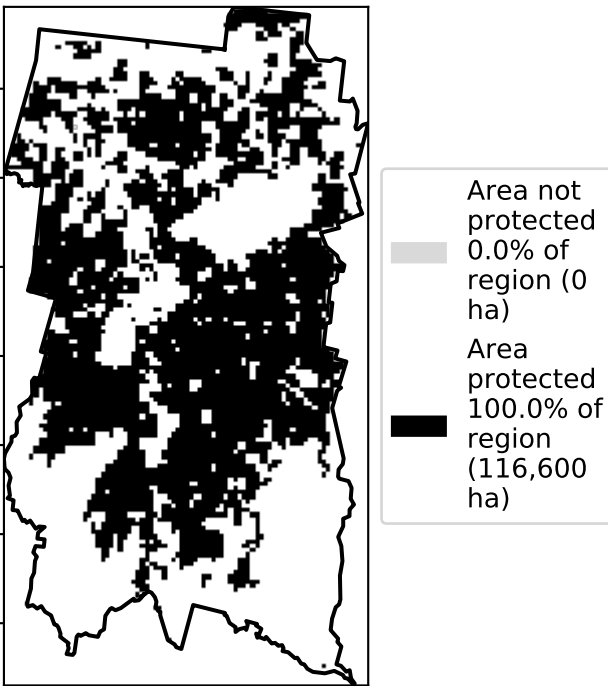 Area not
protected
0.0% of
region (0
ha)
Area
protected
100.0% of
region
(116,600
ha)